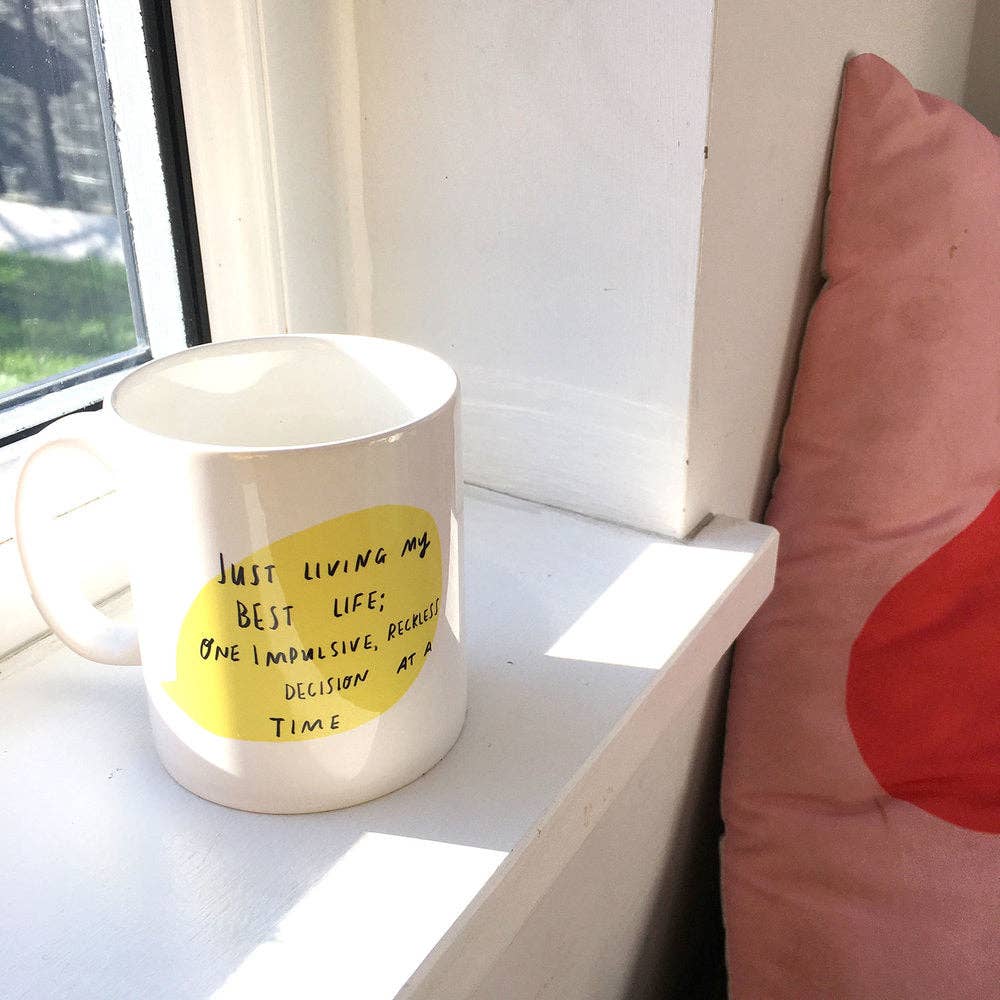 JUST LIVING MY
BEST LIFE;
ONE IMPULSIVE, RECKLESS
DECISION AT A
TIME